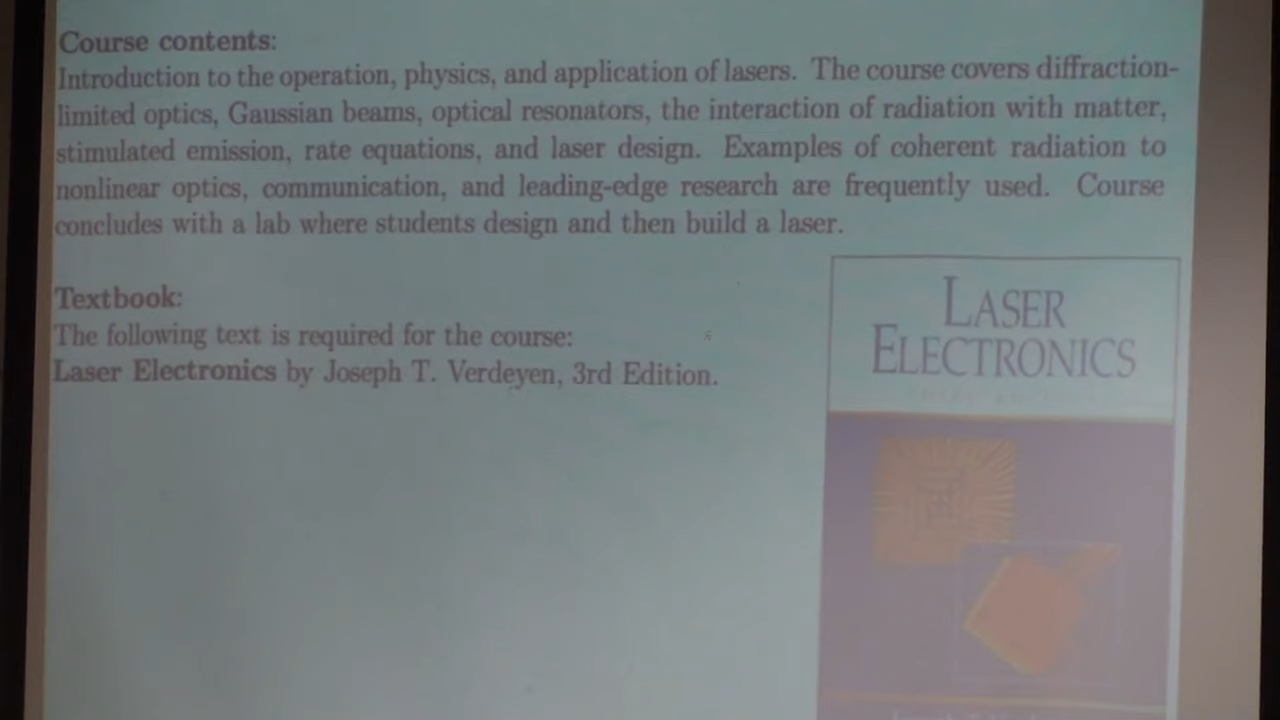 Course contents:
Introduction to the operation, physics, and application of lasers. The course covers diffraction-
limited optics, Gaussian beams, optical resonators, the interaction of radiation with matter,
stimulated emission, rate equations, and laser design. Examples of coherent radiation to
nonlinear optics, communication, and leading-edge research are frequently used. Course
concludes with a lab where students design and then build a laser.
Textbook:
The following text is required for the course:
Laser Electronics by Joseph T. Verdeyen, 3rd Edition.
LASER
ELECTRONICS